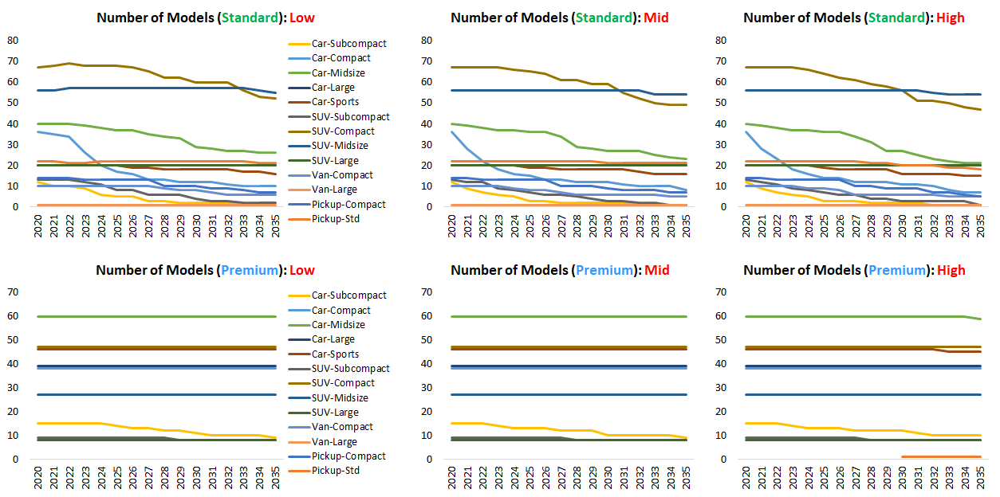 Number of Models (Standard): Low
80
70
60
50
40
30
20
10
0
2020 2021 2022 2023 2024 2025 2026 2027 2028 2029 2030 2031 2032 2033 2034 2035
Car-Subcompact
Car-Compact
Car-Midsize
Car-Large
Car-Sports
SUV-Subcompact
SUV-Compact
SUV-Midsize
SUV-Large
Van-Compact
Van-Large
Pickup-Compact
Pickup-Std
Number of Models (Standard): Mid
80
70
60
50
40
30
20
10
0
2020 2021 2022 2023 2024 2025 2026 2027 2028 2029 2030 2031 2032 2033 2034 2035
Number of Models (Standard): High
80
70
60
50
40
30
20
10
0
2020 2021 2022 2023 2024 2025 2026 2027 2028 2029 2030 2031 2032 2033 2034 2035
Number of Models (Premium): Low
70
60
50
40
30
20
10
0
2020 2021 2022 2023 2024 2025 2026 2027 2028 2029 2030 2031 2032 2033 2034 2035
Car-Subcompact
Car-Compact
Car-Midsize
Car-Large
Car-Sports
SUV-Subcompact
SUV-Compact
SUV-Midsize
SUV-Large
Van-Compact
Van-Large
Pickup-Compact
Pickup-Std
Number of Models (Premium): Mid
70
60
50
40
30
20
10
0
2020 2021 2022 2023 2024 2025 2026 2027 2028 2029 2030 2031 2032 2033 2034 2035
Number of Models (Premium): High
70
60
50
40
30
20
10
0
2020 2021 2022 2023 2024 2025 2026 2027 2028 2029 2030 2031 2032 2033 2034 2035